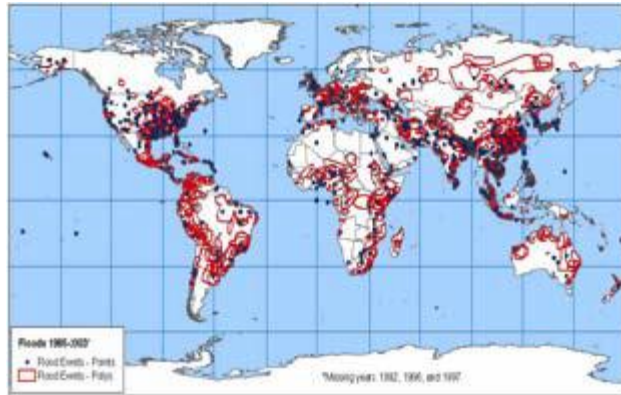 Floods 1985-2003*
Flood Events - Points
Flood Events - Polys
*Missing years: 1992, 1996, and 1997